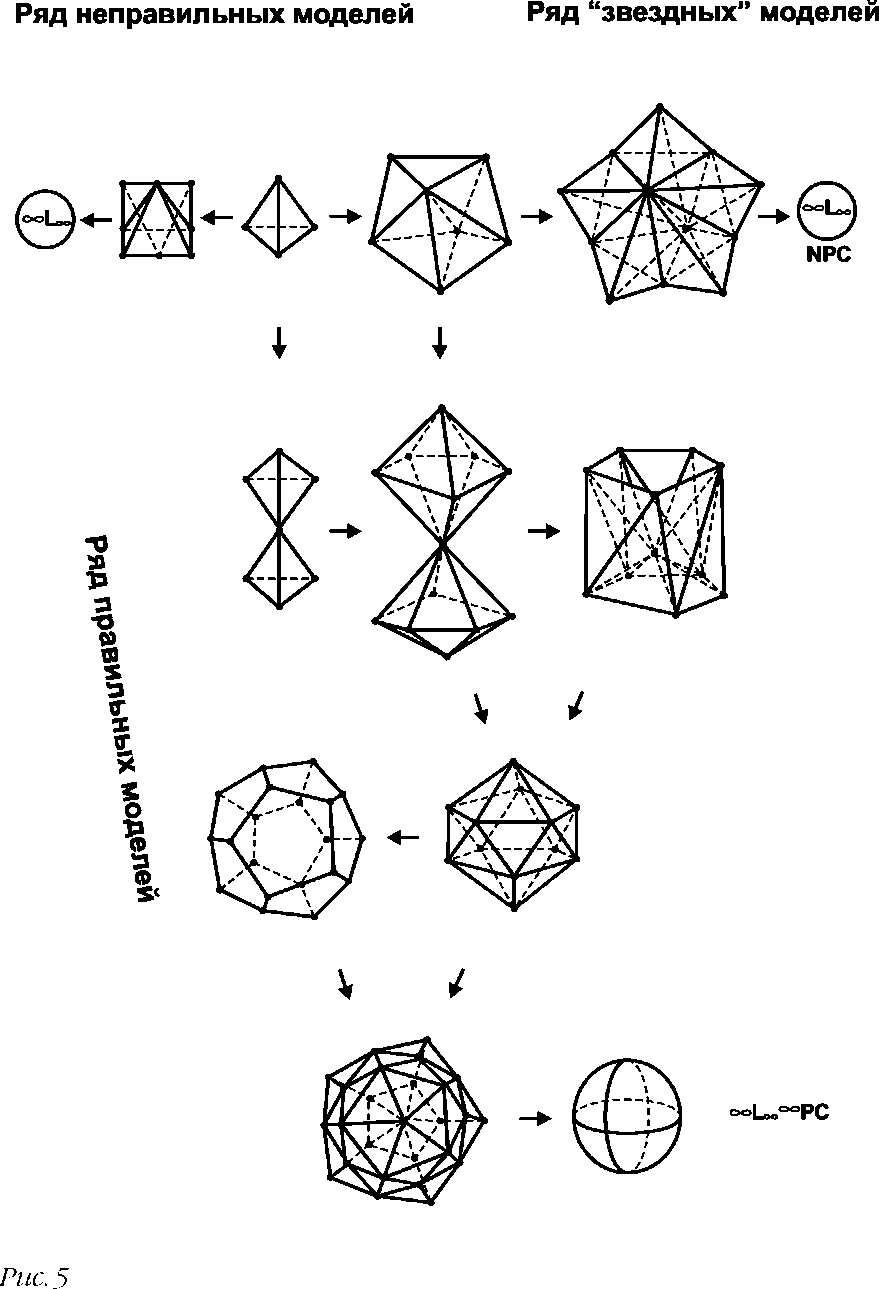 Ряд неправильных моделей
Ряд “звездных” моделей
∞L∞
∞L∞
NPC
Ряд правильных моделей
∞L∞∞PC
Рис. 5